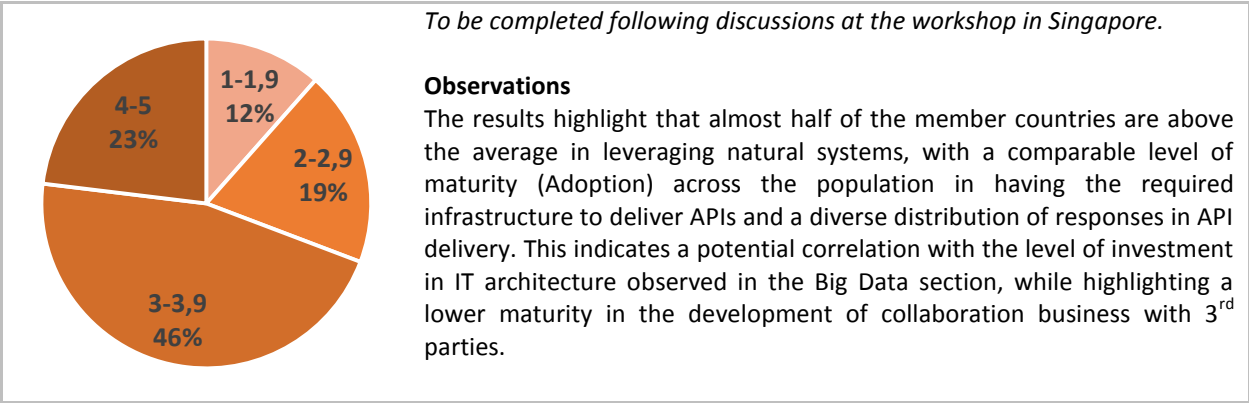 1-1,9
12%
2-2,9
19%
3-3,9
46%
4-5
23%
To be completed following discussions at the workshop in Singapore.
Observations
The results highlight that almost half of the member countries are above
the average in leveraging natural systems, with a comparable level of
maturity (Adoption) across the population in having the required
infrastructure to deliver APIs and a diverse distribution of responses in API
delivery. This indicates a potential correlation with the level of investment
in IT architecture observed in the Big Data section, while highlighting a
lower maturity in the development of collaboration business with 3rd
parties.